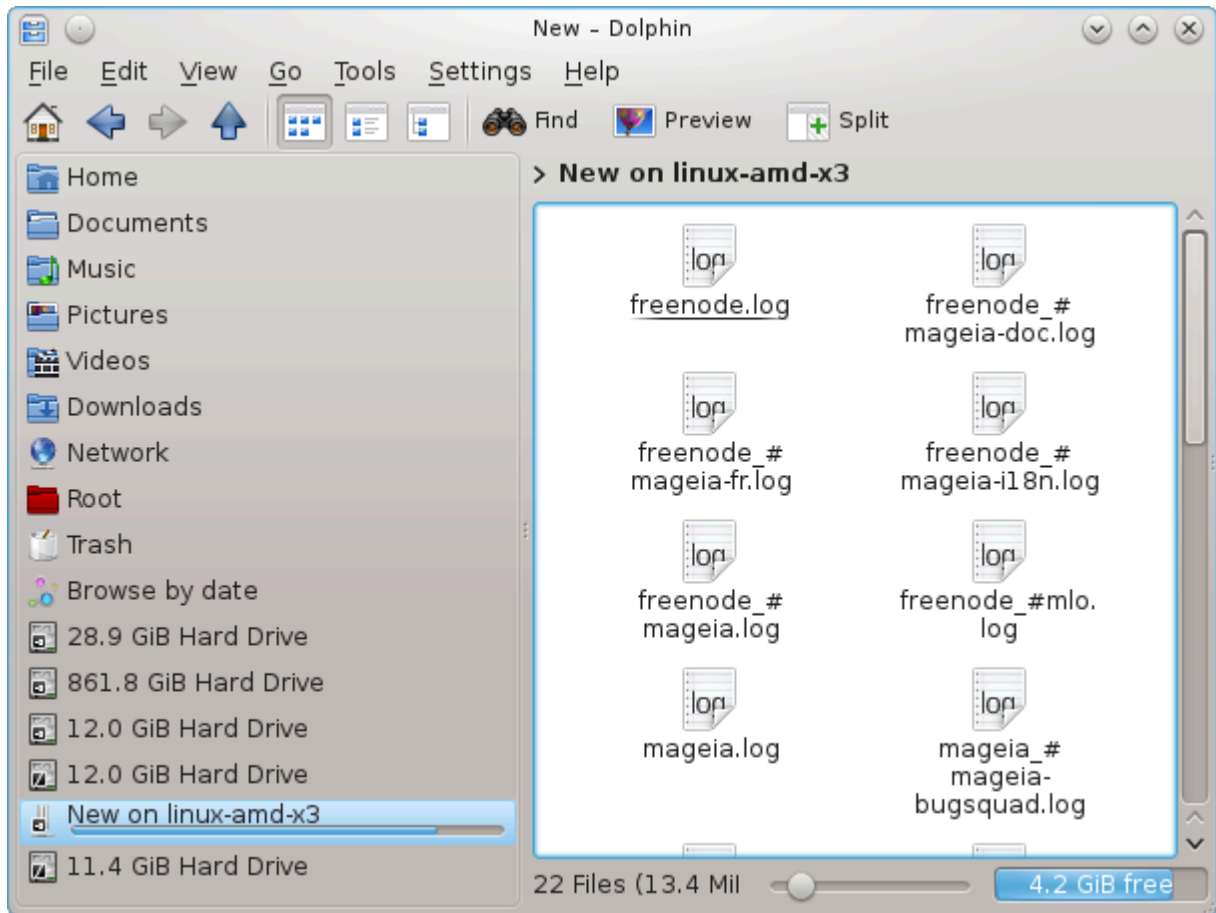 New – Dolphin
File Edit View Go Tools Settings Help
Find Preview Split
Home
Documents
Music
Pictures
Videos
Downloads
Network
Root
Trash
Browse by date
28.9 GiB Hard Drive
861.8 GiB Hard Drive
12.0 GiB Hard Drive
12.0 GiB Hard Drive
New on linux-amd-x3
11.4 GiB Hard Drive
> New on linux-amd-x3
log log
freenode.log freenode_#
mageia-doc.log
log log
freenode_# freenode_#
mageia-fr.log mageia-i18n.log
log log
freenode_# freenode_#mlo.
mageia.log log
log log
mageia.log mageia_#
mageia-
bugsquad.log
22 Files (13.4 Mil
4.2 GiB free